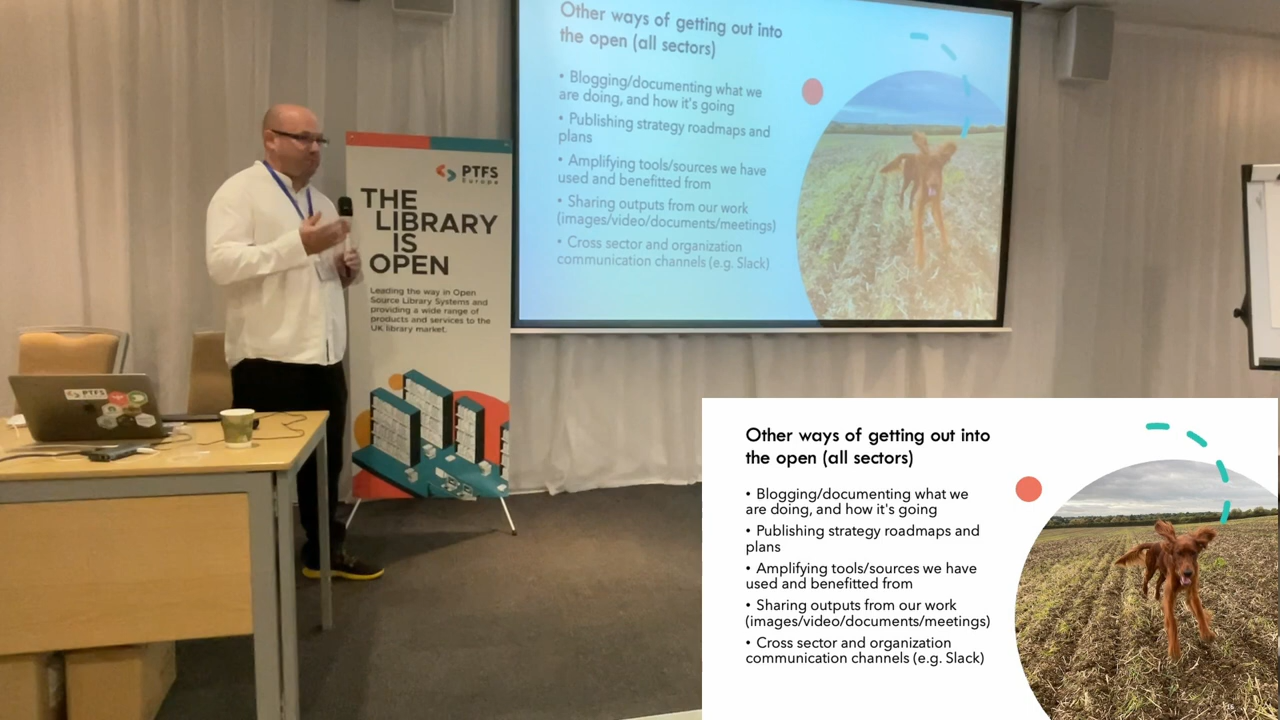 Other ways of getting out into
the open (all sectors)
• Blogging/documenting what we
are doing, and how it's going
• Publishing strategy roadmaps and
plans
• Amplifying tools/sources we have
used and benefitted from
• Sharing outputs from our work
(images/video/documents/meetings)
• Cross sector and organization
communication channels (e.g. Slack)
PTFS
Europe
THE
LIBRARY
IS
OPEN
Leading the way in Open
Source Library Systems and
providing a wide range of
products and services to the
UK library market.
PTFS
Other ways of getting out into
the open (all sectors)
• Blogging/documenting what we
are doing, and how it's going
• Publishing strategy roadmaps and
plans
• Amplifying tools/sources we have
used and benefitted from
• Sharing outputs from our work
(images/video/documents/meetings)
• Cross sector and organization
communication channels (e.g. Slack)